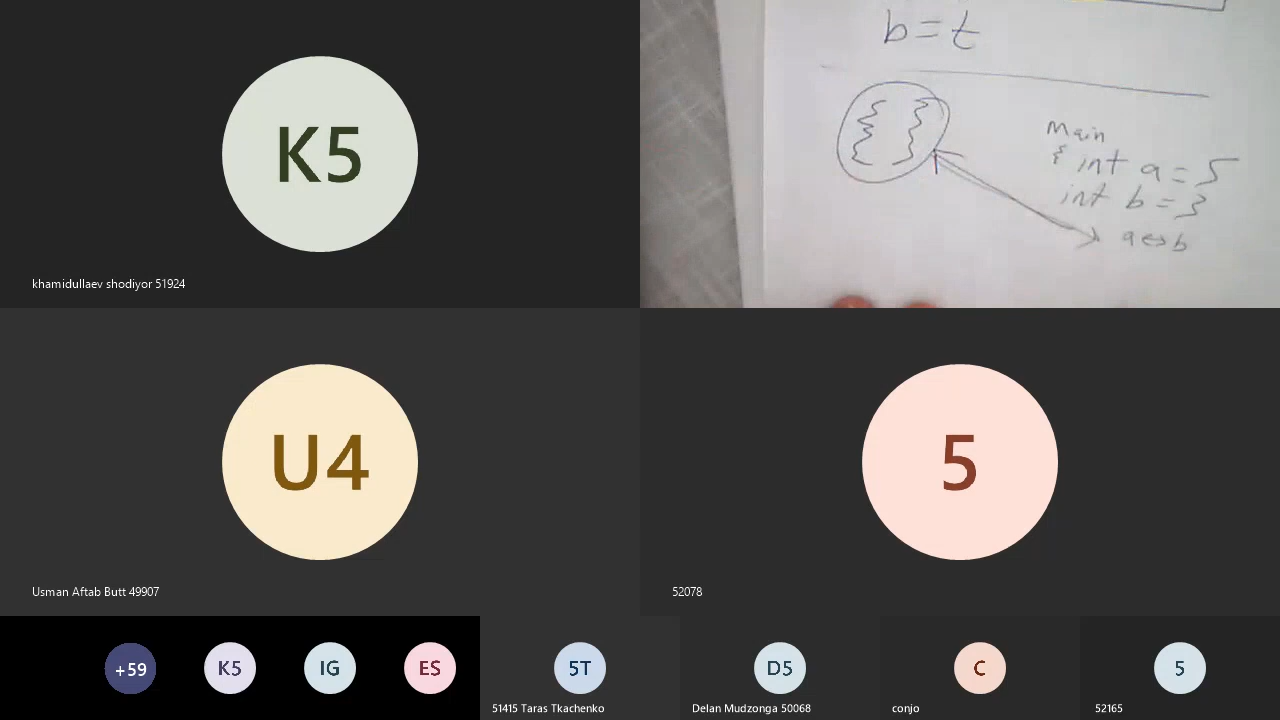 K5
khamidullaev shodiyor 51924
b = t
Main
{ int a = 5
int b = 3
a ↔ b
U4
Usman Aftab Butt 49907
5
52078
+59
K5
IG
ES
5T
51415 Taras Tkachenko
D5
Delan Mudzonga 50068
C
conjo
5
52165